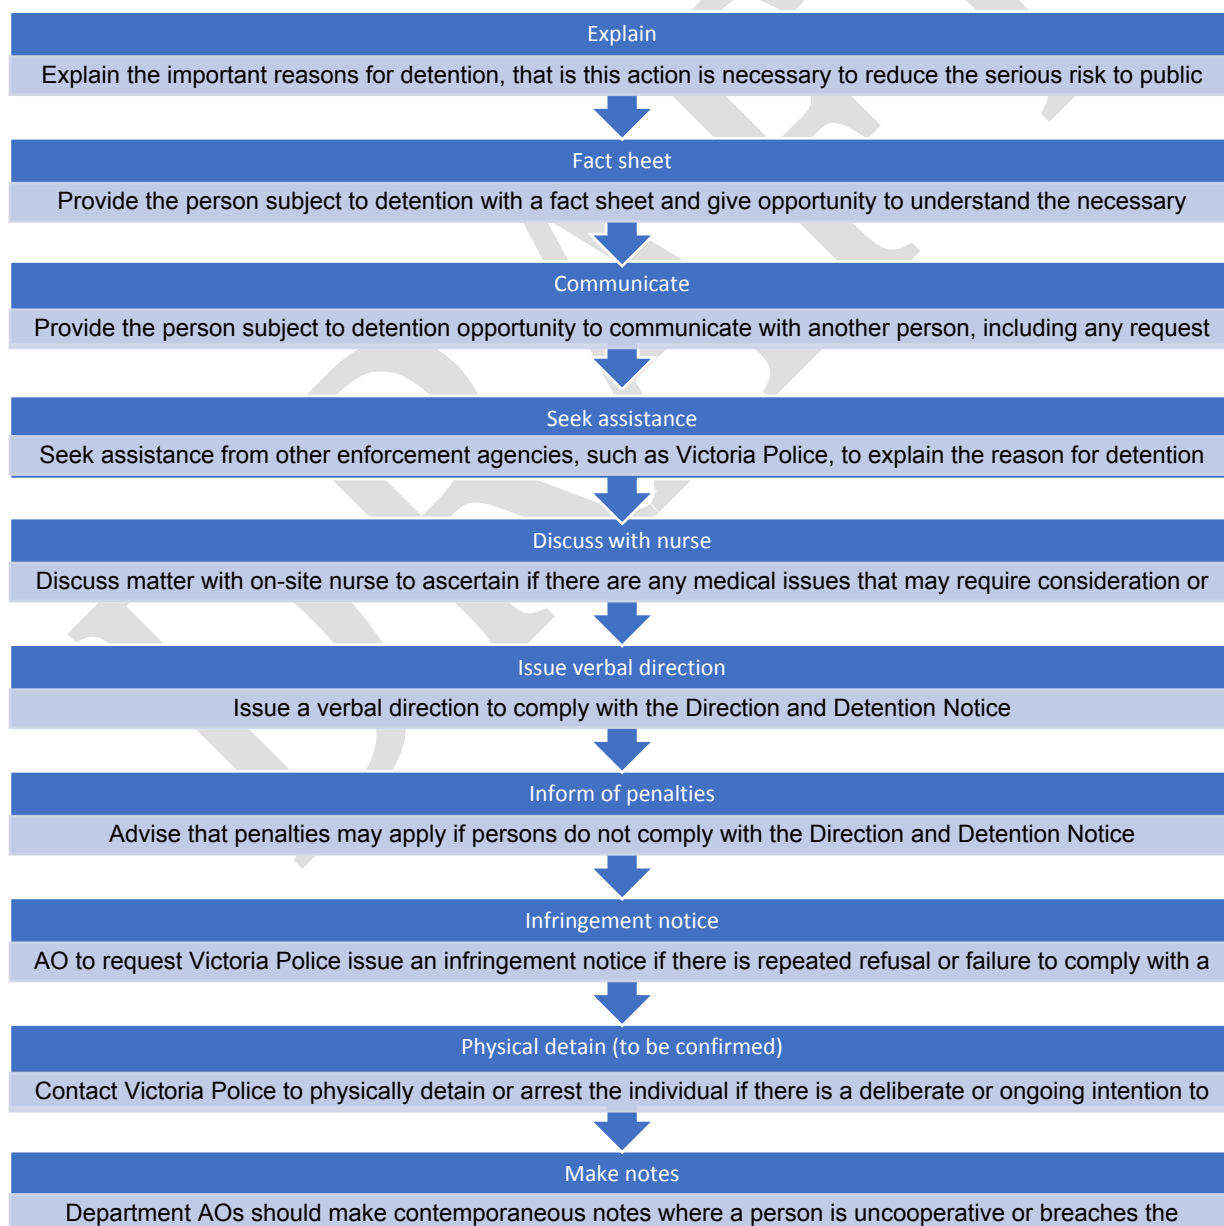 Explain
Explain the important reasons for detention, that is this action is necessary to reduce the serious risk to public
Fact sheet
Provide the person subject to detention with a fact sheet and give opportunity to understand the necessary
Communicate
Provide the person subject to detention opportunity to communicate with another person, including any request
Seek assistance
Seek assistance from other enforcement agencies, such as Victoria Police, to explain the reason for detention
Discuss with nurse
Discuss matter with on-site nurse to ascertain if there are any medical issues that may require consideration or
Issue verbal direction
Issue a verbal direction to comply with the Direction and Detention Notice
Inform of penalties
Advise that penalties may apply if persons do not comply with the Direction and Detention Notice
Infringement notice
AO to request Victoria Police issue an infringement notice if there is repeated refusal or failure to comply with a
Physical detain (to be confirmed)
Contact Victoria Police to physically detain or arrest the individual if there is a deliberate or ongoing intention to
Make notes
Department AOs should make contemporaneous notes where a person is uncooperative or breaches the
DRAFT